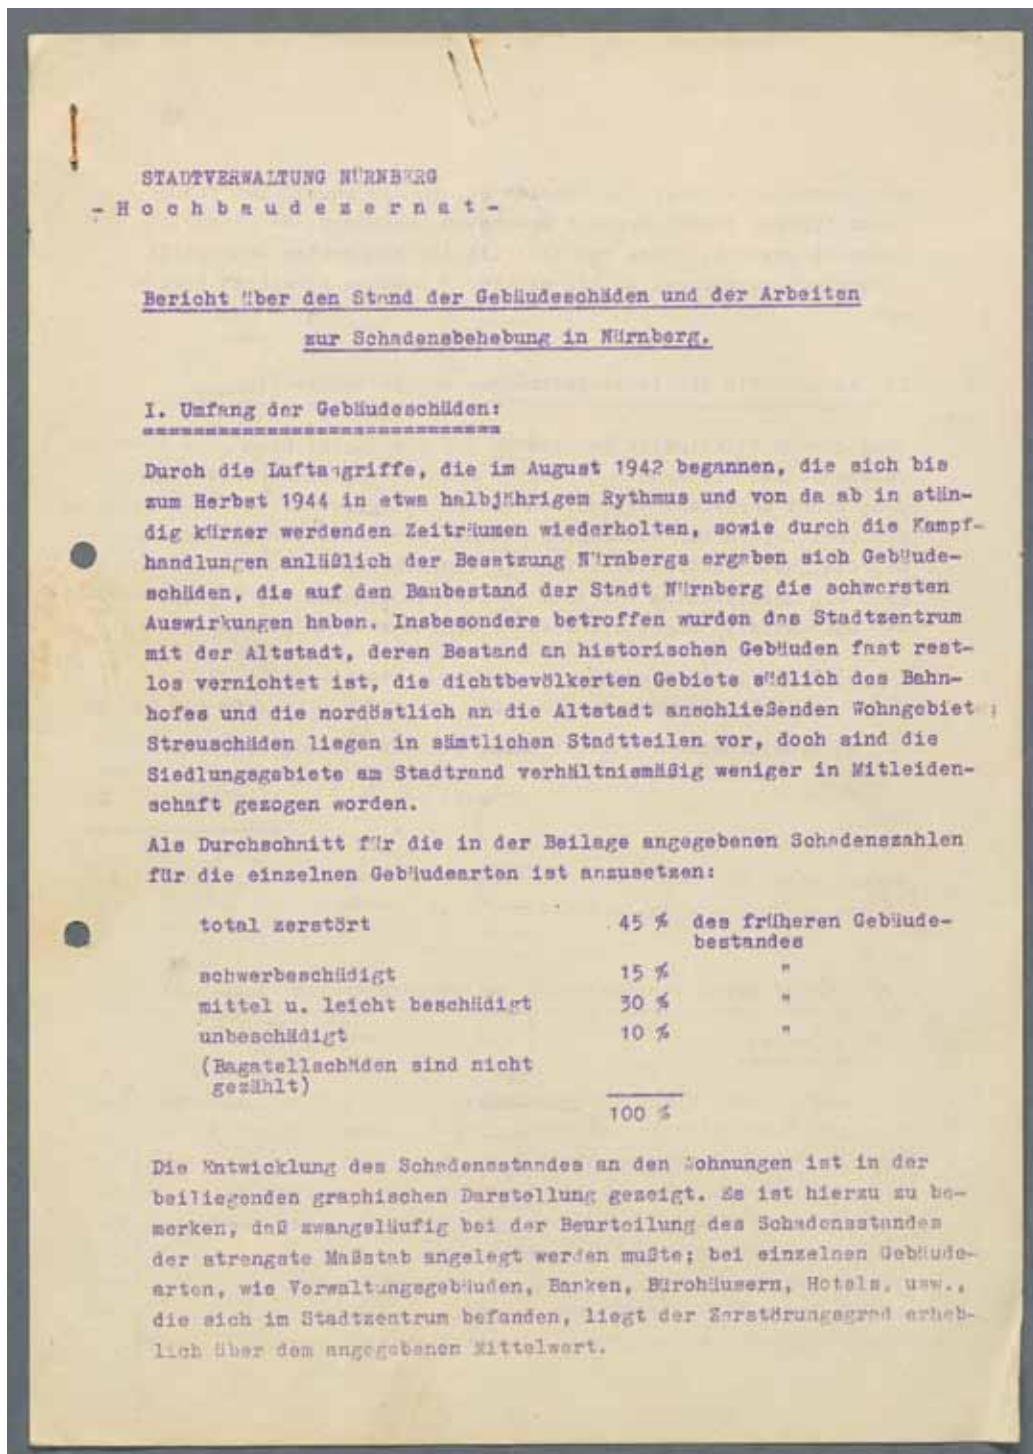 STADTVERWALTUNG NÜRNBERG
- H o c h b a u d e z e r n a t -
Bericht über den Stand der Gebäudeschäden und der Arbeiten
zur Schadensbehebung in Nürnberg.
I. Umfang der Gebäudeschäden:
=============================
Durch die Luftangriffe, die im August 1942 begannen, die sich bis
zum Herbst 1944 in etwa halbjährigem Rythmus und von da ab in stän-
dig kürzer werdenden Zeiträumen wiederholten, sowie durch die Kampf-
handlungen anläßlich der Besetzung Nürnbergs ergaben sich Gebäude-
schäden, die auf den Baubestand der Stadt Nürnberg die schwersten
Auswirkungen haben. Insbesondere betroffen wurden das Stadtzentrum
mit der Altstadt, deren Bestand an historischen Gebäuden fast rest-
los vernichtet ist, die dichtbevölkerten Gebiete südlich des Bahn-
hofes und die nordöstlich an die Altstadt anschließenden Wohngebiet;
Streuschäden liegen in sämtlichen Stadtteilen vor, doch sind die
Siedlungsgebiete am Stadtrand verhältnismäßig weniger in Mitleiden-
schaft gezogen worden.
Als Durchschnitt für die in der Beilage angegebenen Schadenszahlen
für die einzelnen Gebäudearten ist anzusetzen:
total zerstört 45 % des früheren Gebäude-
bestandes
schwerbeschädigt 15 % "
mittel u. leicht beschädigt 30 % "
unbeschädigt 10 % "
(Bagatellschäden sind nicht
gezählt)
100 %
Die Entwicklung des Schadensstandes an den Wohnungen ist in der
beiliegenden graphischen Darstellung gezeigt. Es ist hierzu zu be-
merken, daß zwangsläufig bei der Beurteilung des Schadensstandes
der strengste Maßstab angelegt werden mußte; bei einzelnen Gebäude-
arten, wie Verwaltungsgebäuden, Banken, Bürohäusern, Hotels, usw.,
die sich im Stadtzentrum befanden, liegt der Zerstörungsgrad erheb-
lich über dem angegebenen Mittelwert.